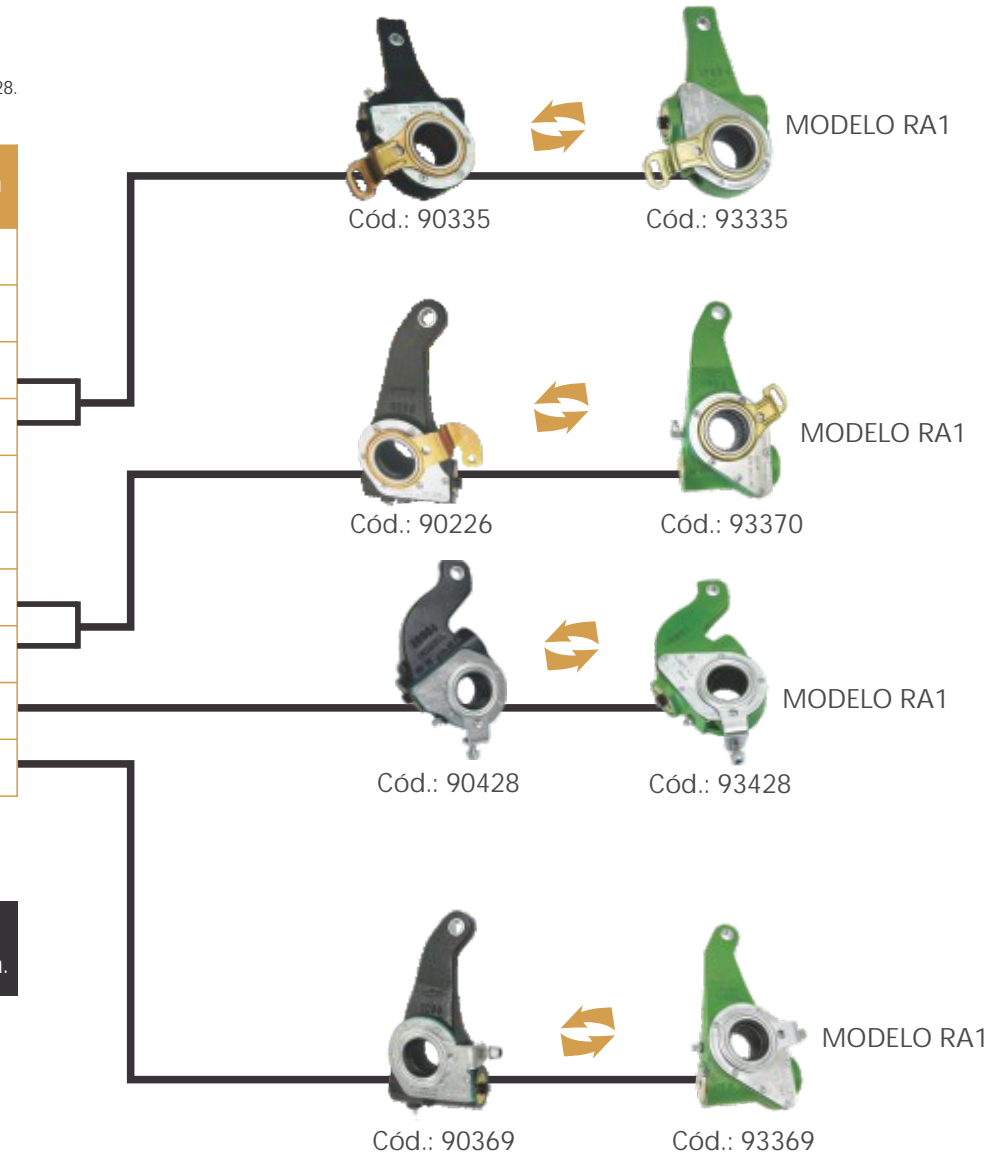 28.
MODELO RA1
Cód.: 90335
Cód.: 93335
MODELO RA1
Cód.: 90226
Cód.: 93370
MODELO RA1
Cód.: 90428
Cód.: 93428
MODELO RA1
Cód.: 90369
Cód.: 93369